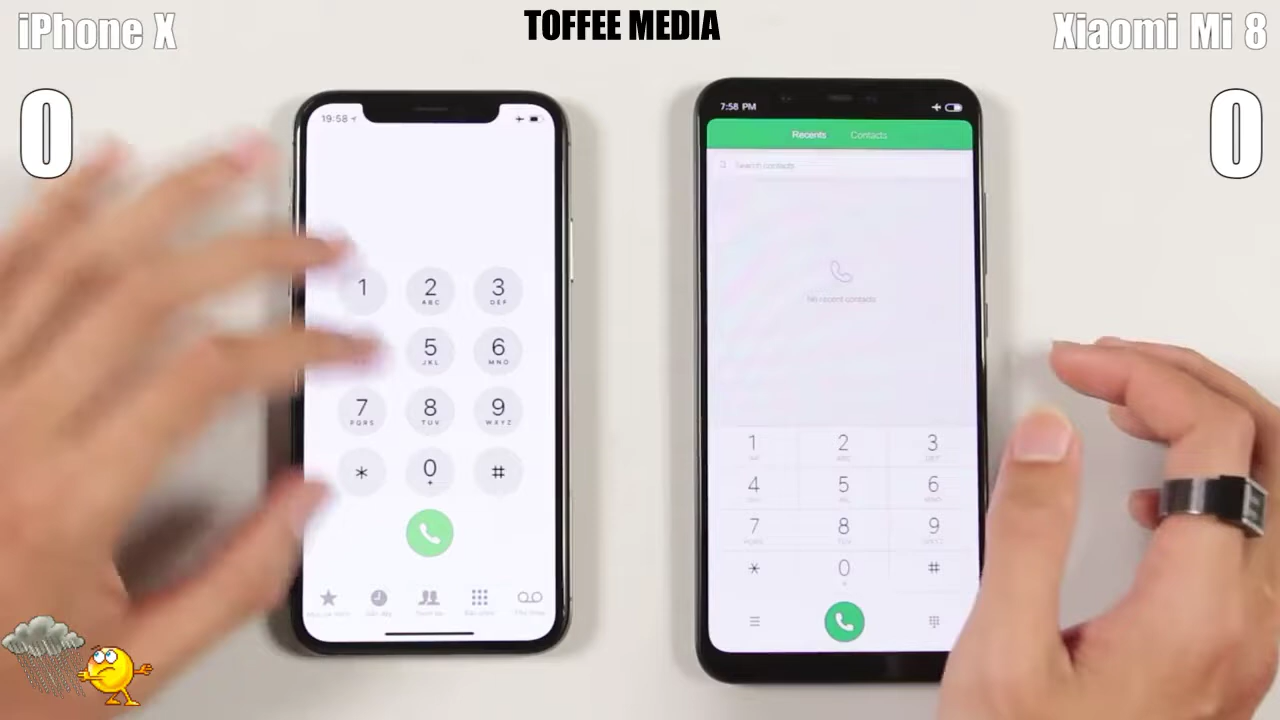 TOFFEE MEDIA
iPhone X
Xiaomi Mi 8
0
0
19:58
7:58 PM
Recents Contacts
Search contacts
No recent contacts
1 2 3
ABC DEF
5 6
JKL MNO
7 8 9
PQRS TUV WXYZ
* 0 #
+
1 2 3
4 5 6
7 8 9
* 0 #